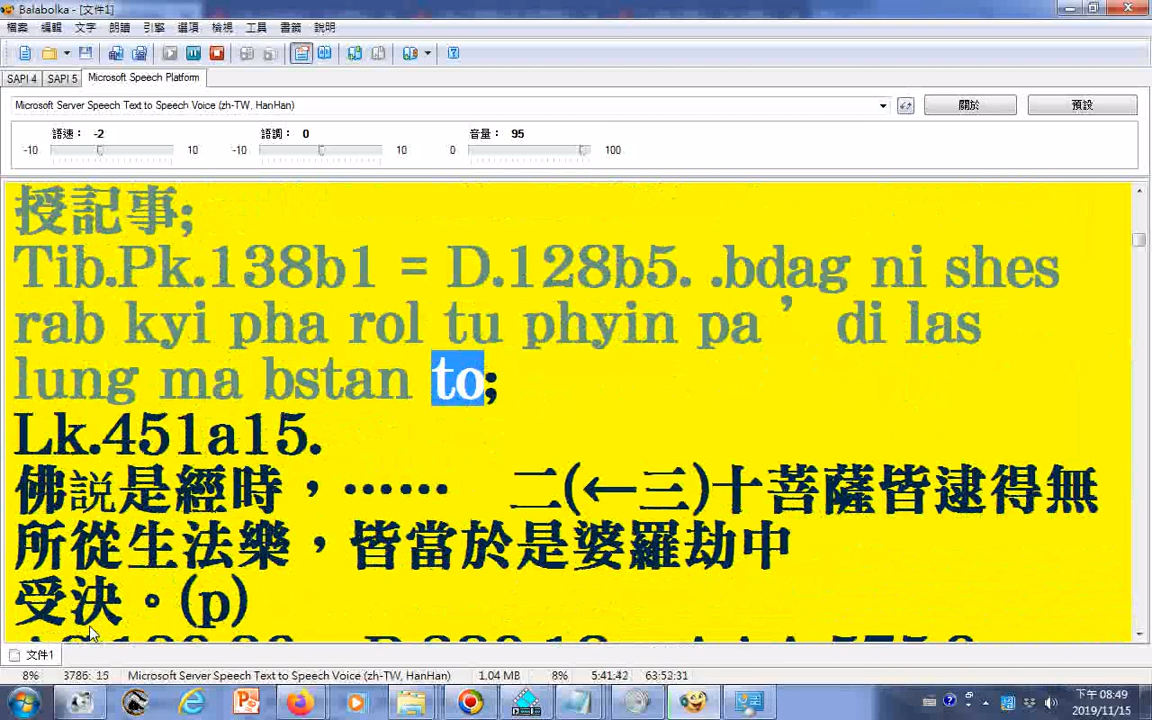 Balabolka - [文件1]
檔案 編輯 文字 朗讀 引擎 選項 檢視 工具 書籤 說明
SAPI 4 SAPI 5 Microsoft Speech Platform
Microsoft Server Speech Text to Speech Voice (zh-TW, HanHan) 關於 預設
語速： -2 語調： 0 音量： 95
-10 10 -10 10 0 100
授記事;
Tib.Pk.138b1 = D.128b5. .bdag ni shes
rab kyi pha rol tu phyin pa’ di las
lung ma bstan to;
Lk.451a15.
佛説是經時，…… 二(←三)十菩薩皆逮得無
所從生法樂，皆當於是婆羅劫中
受決。(p)
文件1
8% 3786: 15 Microsoft Server Speech Text to Speech Voice (zh-TW, HanHan) 1.04 MB 8% 5:41:42 63:52:31
下午 08:49
2019/11/15